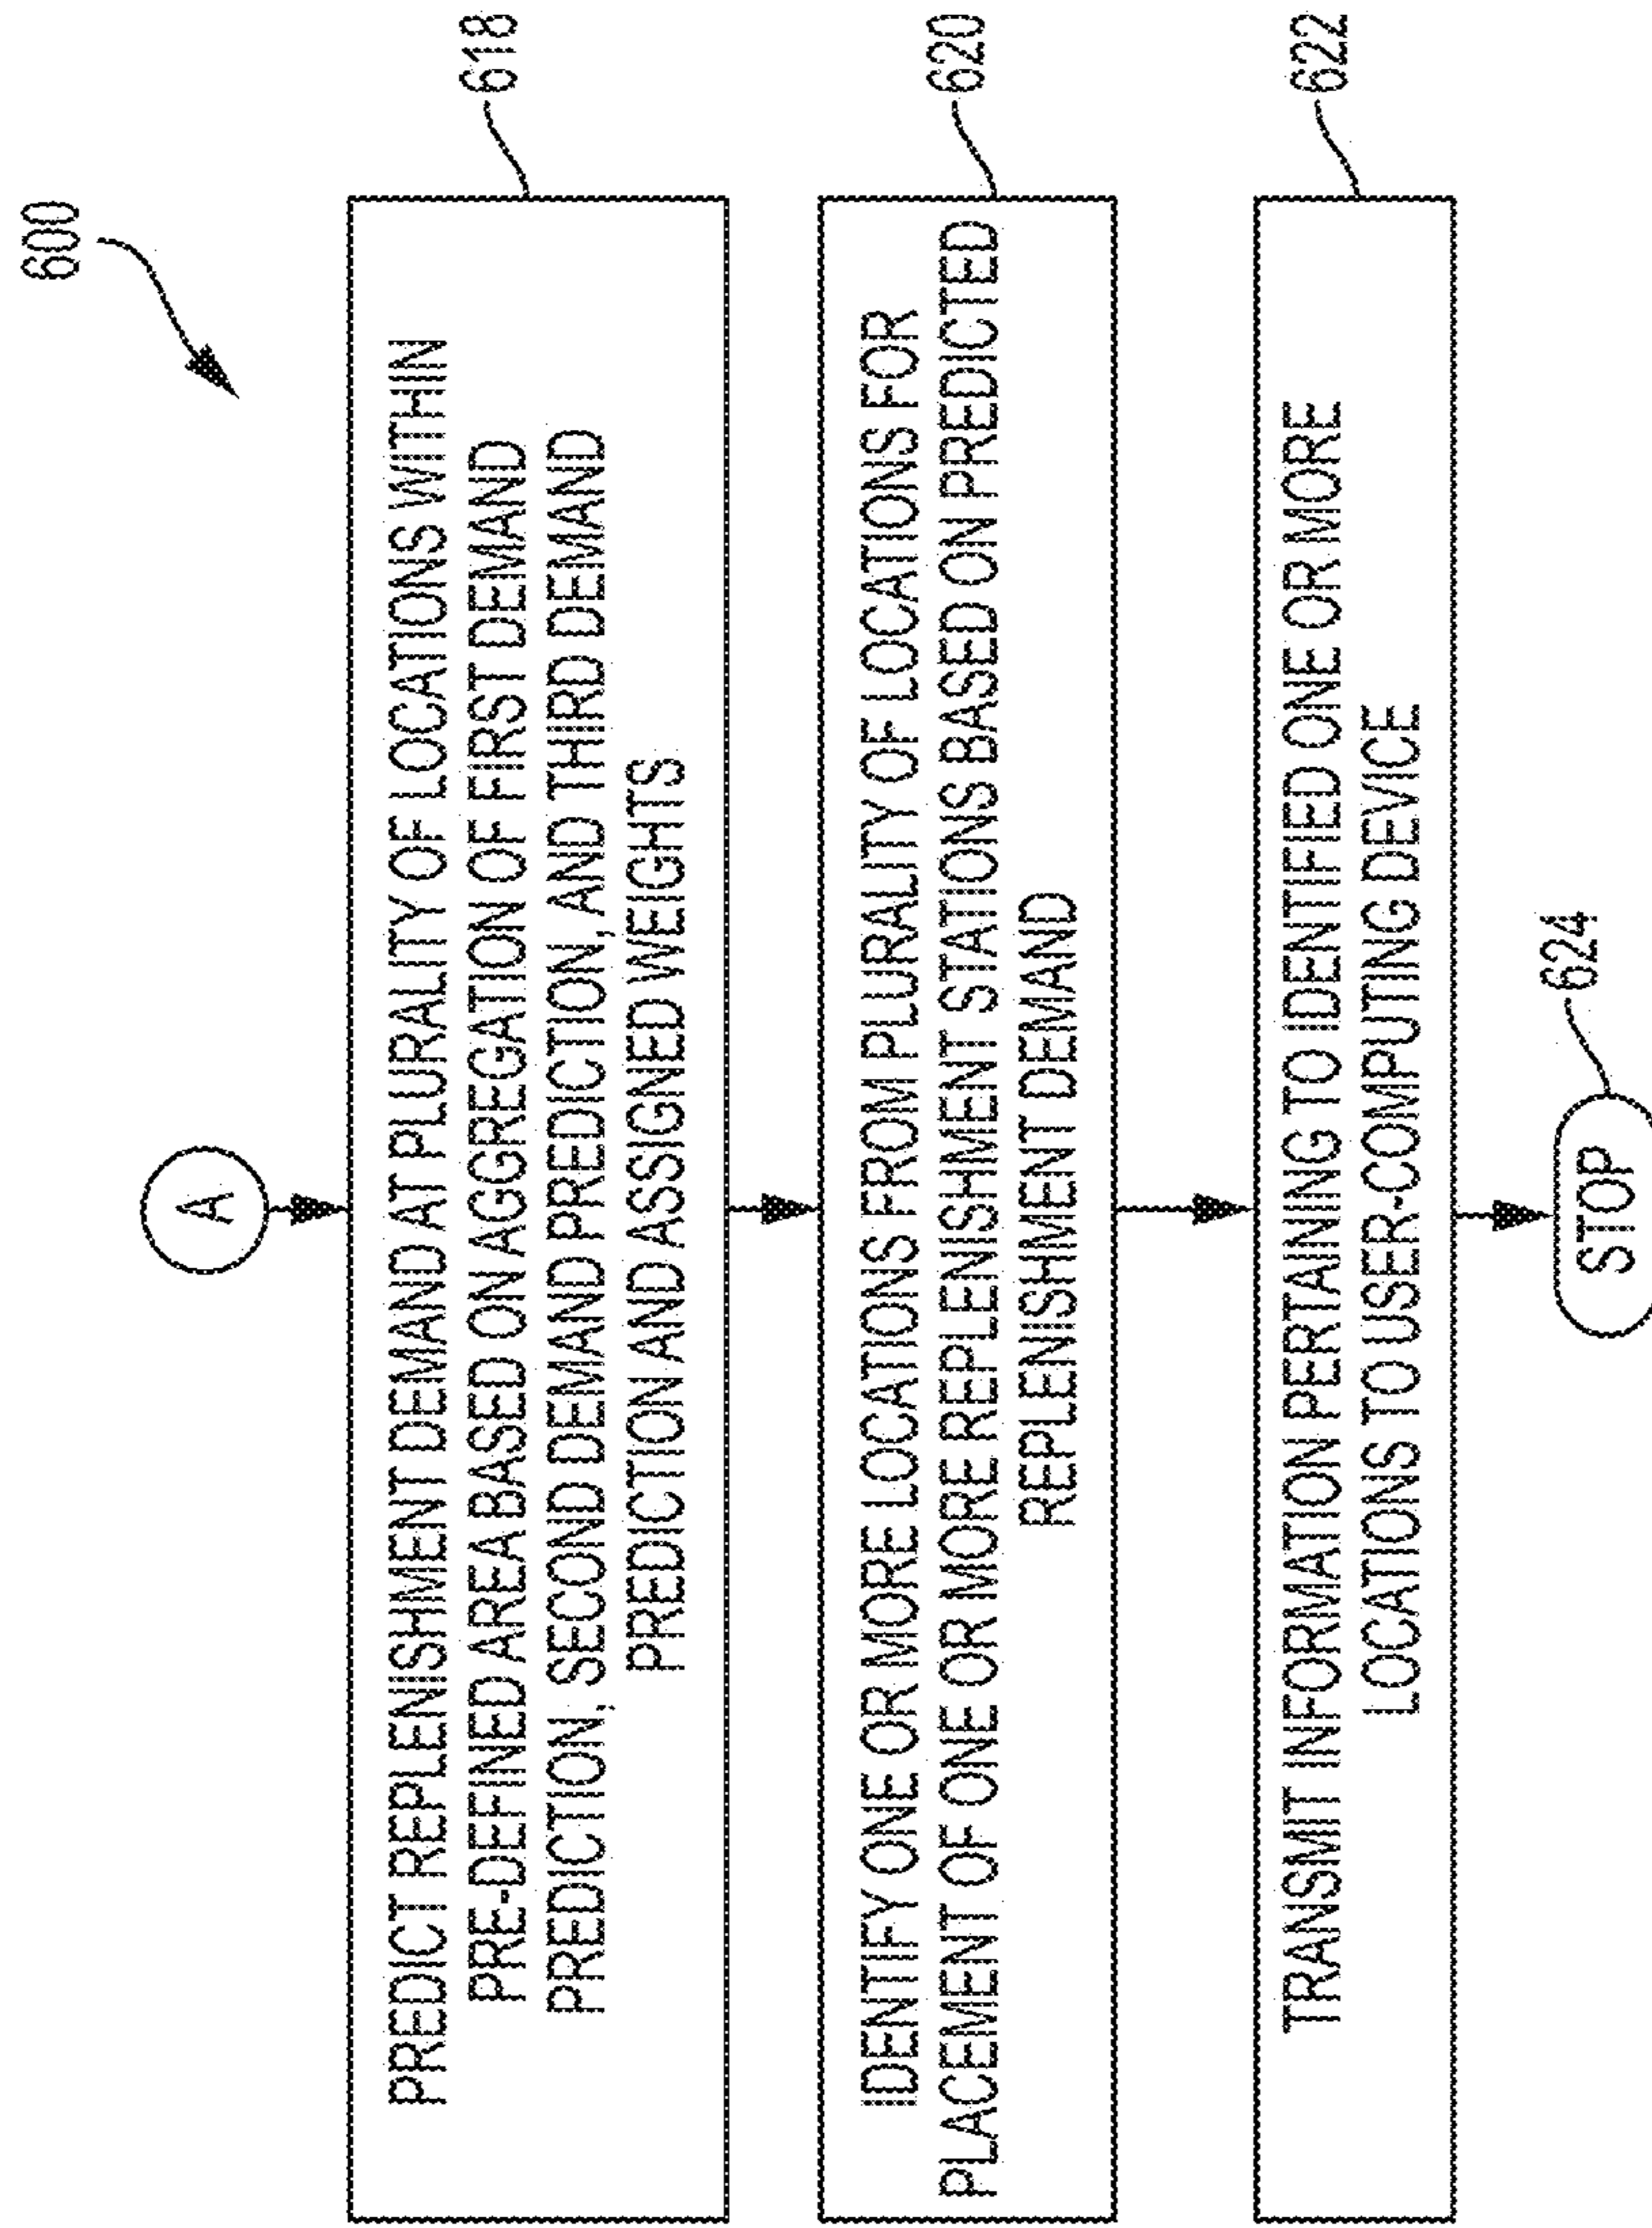 600
A
PREDICT REPLENISHMENT DEMAND AT PLURALITY OF LOCATIONS WITHIN
PRE-DEFINED AREA BASED ON AGGREGATION OF FIRST DEMAND
PREDICTION, SECOND DEMAND PREDICTION, AND THIRD DEMAND
PREDICTION AND ASSIGNED WEIGHTS
618
IDENTIFY ONE OR MORE LOCATIONS FROM PLURALITY OF LOCATIONS FOR
PLACEMENT OF ONE OR MORE REPLENISHMENT STATIONS BASED ON PREDICTED
REPLENISHMENT DEMAND
620
TRANSMIT INFORMATION PERTAINING TO IDENTIFIED ONE OR MORE
LOCATIONS TO USER-COMPUTING DEVICE
622
STOP
624